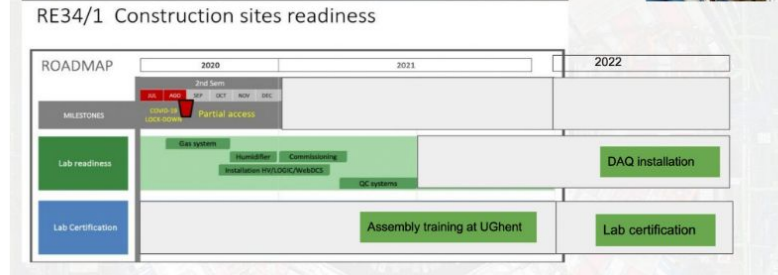 RE34/1 Construction sites readiness
ROADMAP
2020
2021
2022
2nd Sem
JUL AGO SEP OCT NOV DEC
MILESTONES
COVID-19
LOCK-DOWN
Partial access
Lab readiness
Gas system
Humidifier
Commissioning
Installation HV/LOGIC/WebDCS
QC systems
DAQ installation
Lab Certification
Assembly training at UGhent
Lab certification